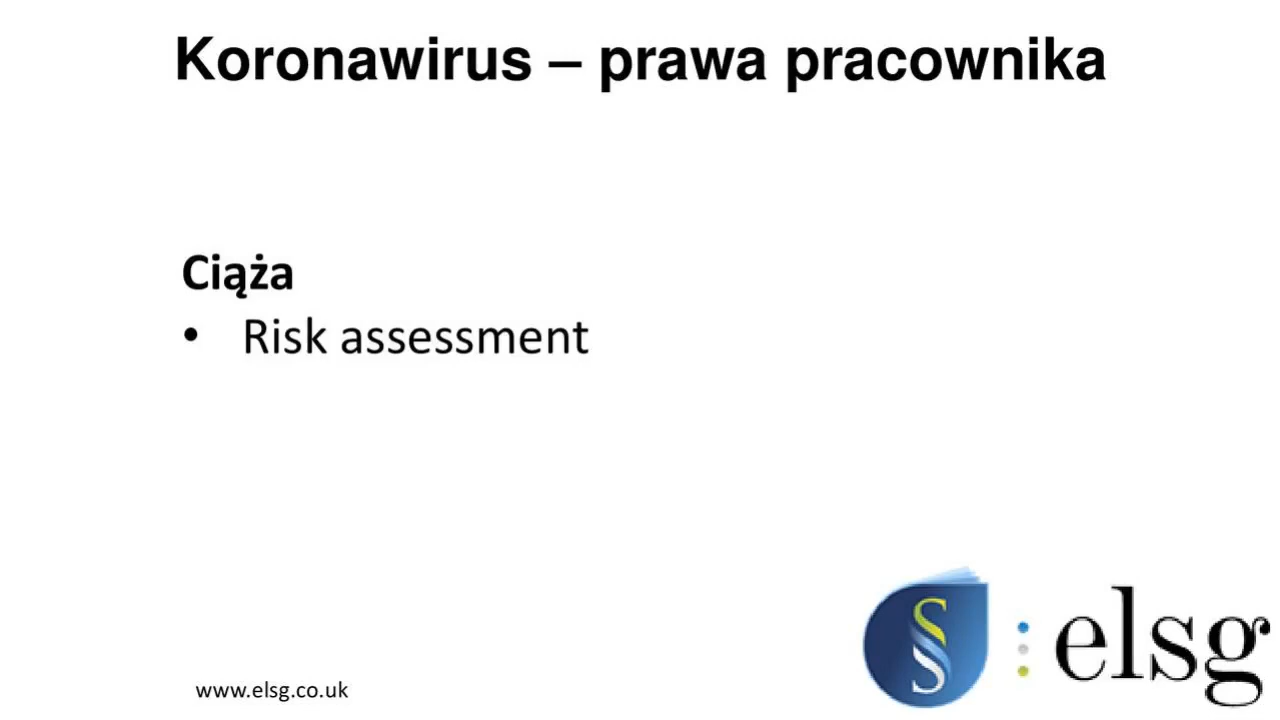 Koronawirus – prawa pracownika
Ciąża
• Risk assessment
www.elsg.co.uk
elsg